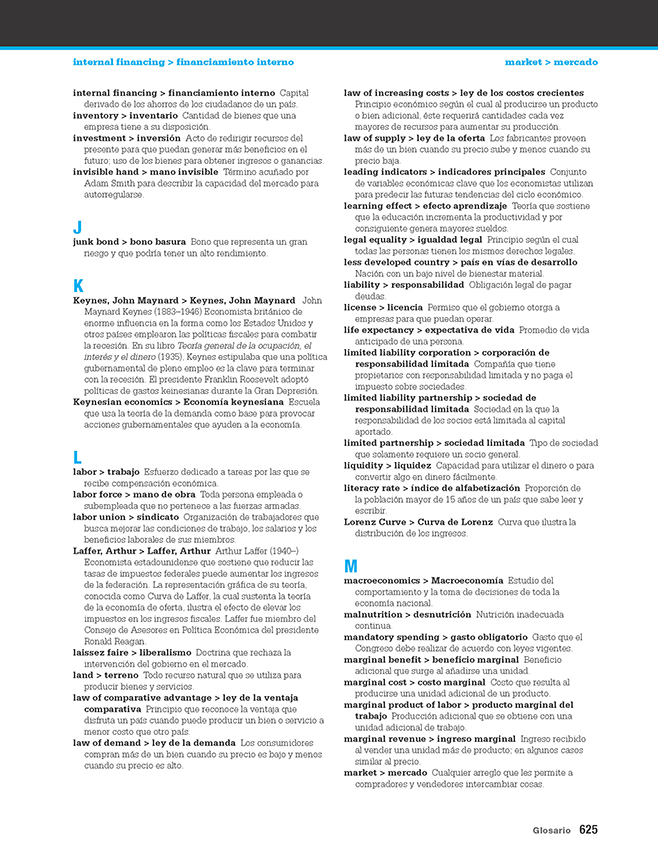 internal financing > financiamiento interno
market > mercado
internal financing > financiamiento interno Capital
derivado de los ahorros de los ciudadanos de un país.
inventory > inventario Cantidad de bienes que una
empresa tiene a su disposición.
investment > inversión Acto de redirigir recursos del
presente para que puedan generar más beneficios en el
futuro; uso de los bienes para obtener ingresos o ganancias.
invisible hand > mano invisible Término acuñado por
Adam Smith para describir la capacidad del mercado para
autorregularse.
J
junk bond > bono basura Bono que representa un gran
riesgo y que podría tener un alto rendimiento.
K
Keynes, John Maynard > Keynes, John Maynard John
Maynard Keynes (1883–1946) Economista británico de
enorme influencia en la forma como los Estados Unidos y
otros países emplearon las políticas fiscales para combatir
la recesión. En su libro Teoría general de la ocupación, el
interés y el dinero (1935), Keynes estipulaba que una política
gubernamental de pleno empleo es la clave para terminar
con la recesión. El presidente Franklin Roosevelt adoptó
políticas de gastos keinesianas durante la Gran Depresión.
Keynesian economics > Economía keynesiana Escuela
que usa la teoría de la demanda como base para provocar
acciones gubernamentales que ayuden a la economía.
L
labor > trabajo Esfuerzo dedicado a tareas por las que se
recibe compensación económica.
labor force > mano de obra Toda persona empleada o
subempleada que no pertenece a las fuerzas armadas.
labor union > sindicato Organización de trabajadores que
busca mejorar las condiciones de trabajo, los salarios y los
beneficios laborales de sus miembros.
Laffer, Arthur > Laffer, Arthur Arthur Laffer (1940–)
Economista estadounidense que sostiene que reducir las
tasas de impuestos federales puede aumentar los ingresos
de la federación. La representación gráfica de su teoría,
conocida como Curva de Laffer, la cual sustenta la teoría
de la economía de oferta, ilustra el efecto de elevar los
impuestos en los ingresos fiscales. Laffer fue miembro del
Consejo de Asesores en Política Económica del presidente
Ronald Reagan.
laissez faire > liberalismo Doctrina que rechaza la
intervención del gobierno en el mercado.
land > terreno Todo recurso natural que se utiliza para
producir bienes y servicios.
law of comparative advantage > ley de la ventaja
comparativa Principio que reconoce la ventaja que
disfruta un país cuando puede producir un bien o servicio a
menor costo que otro país.
law of demand > ley de la demanda Los consumidores
compran más de un bien cuando su precio es bajo y menos
cuando su precio es alto.
law of increasing costs > ley de los costos crecientes
Principio económico según el cual al producirse un producto
o bien adicional, éste requerirá cantidades cada vez
mayores de recursos para aumentar su producción.
law of supply > ley de la oferta Los fabricantes proveen
más de un bien cuando su precio sube y menos cuando su
precio baja.
leading indicators > indicadores principales Conjunto
de variables económicas clave que los economistas utilizan
para predecir las futuras tendencias del ciclo económico.
learning effect > efecto aprendizaje Teoría que sostiene
que la educación incrementa la productividad y por
consiguiente genera mayores sueldos.
legal equality > igualdad legal Principio según el cual
todas las personas tienen los mismos derechos legales.
less developed country > país en vías de desarrollo
Nación con un bajo nivel de bienestar material.
liability > responsabilidad Obligación legal de pagar
deudas.
license > licencia Permiso que el gobierno otorga a
empresas para que puedan operar.
life expectancy > expectativa de vida Promedio de vida
anticipado de una persona.
limited liability corporation > corporación de
responsabilidad limitada Compañía que tiene
propietarios con responsabilidad limitada y no paga el
impuesto sobre sociedades.
limited liability partnership > sociedad de
responsabilidad limitada Sociedad en la que la
responsabilidad de los socios está limitada al capital
aportado.
limited partnership > sociedad limitada Tipo de sociedad
que solamente requiere un socio general.
liquidity > liquidez Capacidad para utilizar el dinero o para
convertir algo en dinero fácilmente.
literacy rate > índice de alfabetización Proporción de
la población mayor de 15 años de un país que sabe leer y
escribir.
Lorenz Curve > Curva de Lorenz Curva que ilustra la
distribución de los ingresos.
M
macroeconomics > Macroeconomía Estudio del
comportamiento y la toma de decisiones de toda la
economía nacional.
malnutrition > desnutrición Nutrición inadecuada
continua.
mandatory spending > gasto obligatorio Gasto que el
Congreso debe realizar de acuerdo con leyes vigentes.
marginal benefit > beneficio marginal Beneficio
adicional que surge al añadirse una unidad.
marginal cost > costo marginal Costo que resulta al
producirse una unidad adicional de un producto.
marginal product of labor > producto marginal del
trabajo Producción adicional que se obtiene con una
unidad adicional de trabajo.
marginal revenue > ingreso marginal Ingreso recibido
al vender una unidad más de producto; en algunos casos
similar al precio.
market > mercado Cualquier arreglo que les permite a
compradores y vendedores intercambiar cosas.
Glosario 625